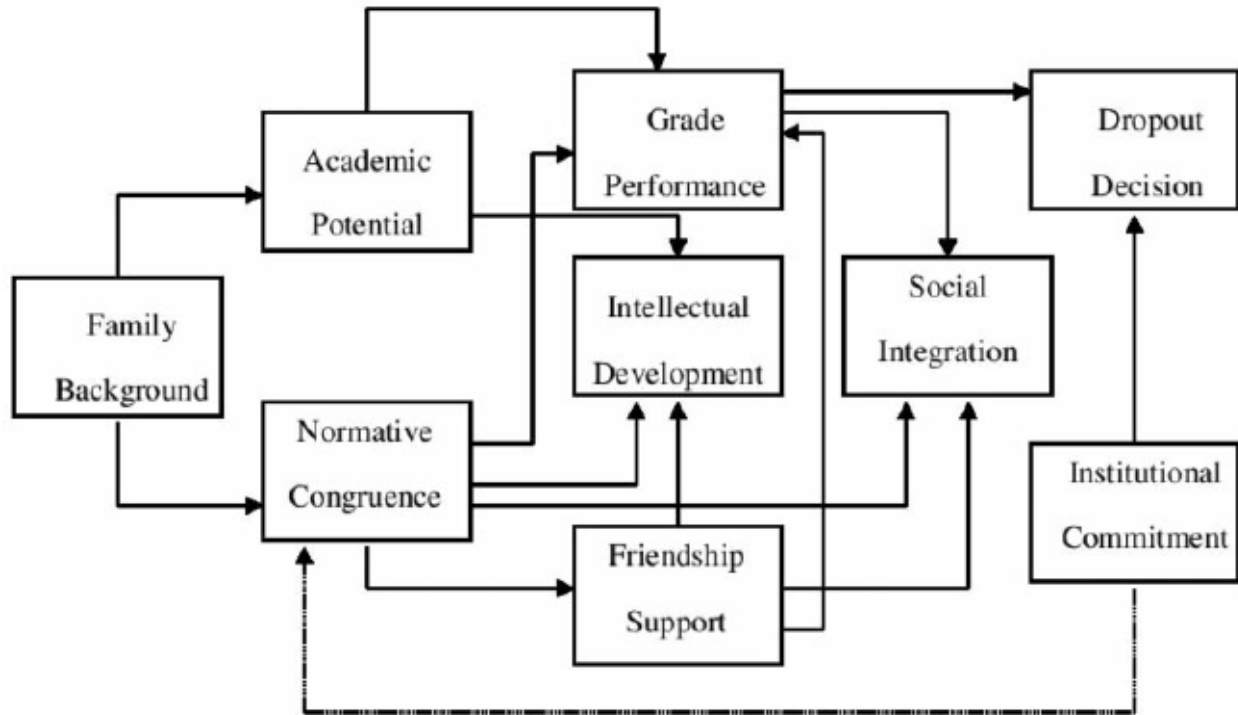 Grade
Performance
Dropout
Decision
Academic
Potential
Family
Background
Intellectual
Development
Social
Integration
Normative
Congruence
Friendship
Support
Institutional
Commitment